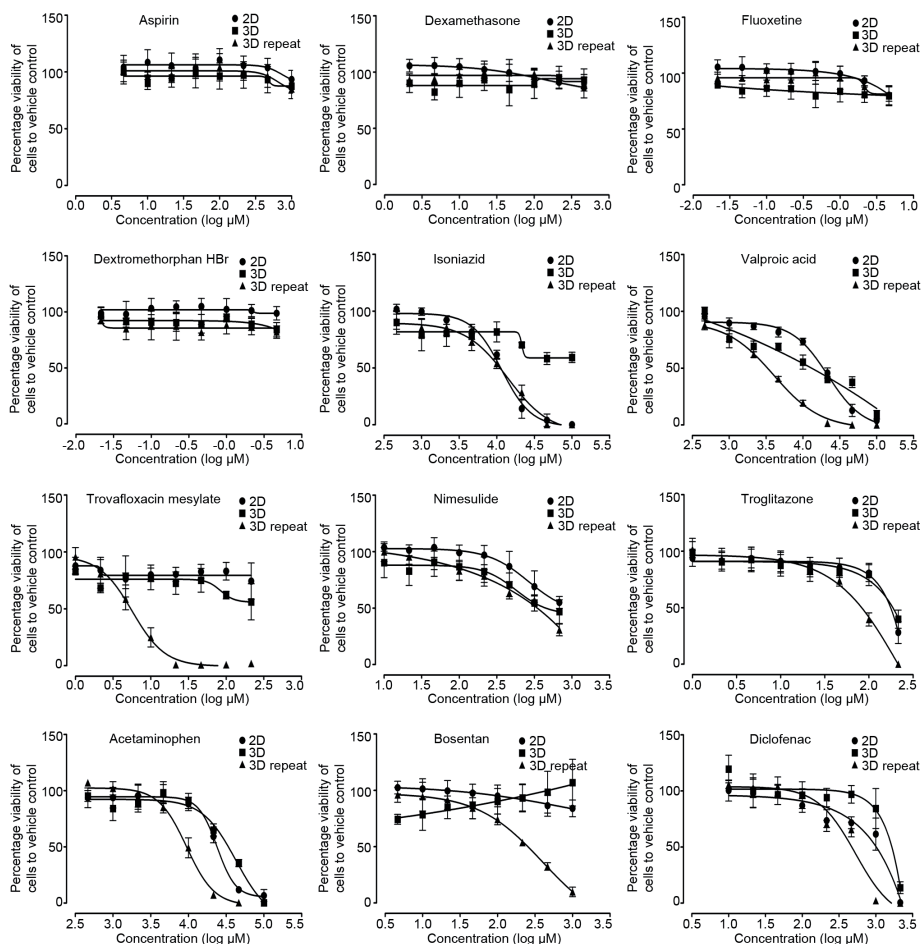 Aspirin
2D
3D
3D repeat
Percentage viability of
cells to vehicle control
150
100
50
0
0.0 0.5 1.0 1.5 2.0 2.5 3.0
Concentration (log µM)
Dexamethasone
2D
3D
3D repeat
Percentage viability of
cells to vehicle control
150
100
50
0
0.0 0.5 1.0 1.5 2.0 2.5 3.0
Concentration (log µM)
Fluoxetine
2D
3D
3D repeat
Percentage viability of
cells to vehicle control
150
100
50
0
-2.0 -1.5 -1.0 -0.5 -0.0 -0.5 1.0
Concentration (log µM)
Dextromethorphan HBr
2D
3D
3D repeat
Percentage viability of
cells to vehicle control
150
100
50
0
-2.0 -1.5 -1.0 -0.5 -0.0 -0.5 1.0
Concentration (log µM)
Isoniazid
2D
3D
3D repeat
Percentage viability of
cells to vehicle control
150
100
50
0
2.5 3.0 3.5 4.0 4.5 5.0 5.5
Concentration (log µM)
Valproic acid
2D
3D
3D repeat
Percentage viability of
cells to vehicle control
150
100
50
0
2.5 3.0 3.5 4.0 4.5 5.0 5.5
Concentration (log µM)
Trovafloxacin mesylate
2D
3D
3D repeat
Percentage viability of
cells to vehicle control
150
100
50
0
0.0 0.5 1.0 1.5 2.0 2.5 3.0
Concentration (log µM)
Nimesulide
2D
3D
3D repeat
Percentage viability of
cells to vehicle control
150
100
50
0
1.0 1.5 2.0 2.5 3.0 3.5
Concentration (log µM)
Troglitazone
2D
3D
3D repeat
Percentage viability of
cells to vehicle control
150
100
50
0
0.0 0.5 1.0 1.5 2.0 2.5
Concentration (log µM)
Acetaminophen
2D
3D
3D repeat
Percentage viability of
cells to vehicle control
150
100
50
0
2.5 3.0 3.5 4.0 4.5 5.0 5.5
Concentration (log µM)
Bosentan
2D
3D
3D repeat
Percentage viability of
cells to vehicle control
150
100
50
0
0.5 1.0 1.5 2.0 2.5 3.0 3.5
Concentration (log µM)
Diclofenac
2D
3D
3D repeat
Percentage viability of
cells to vehicle control
150
100
50
0
0.5 1.0 1.5 2.0 2.5 3.0 3.5
Concentration (log µM)